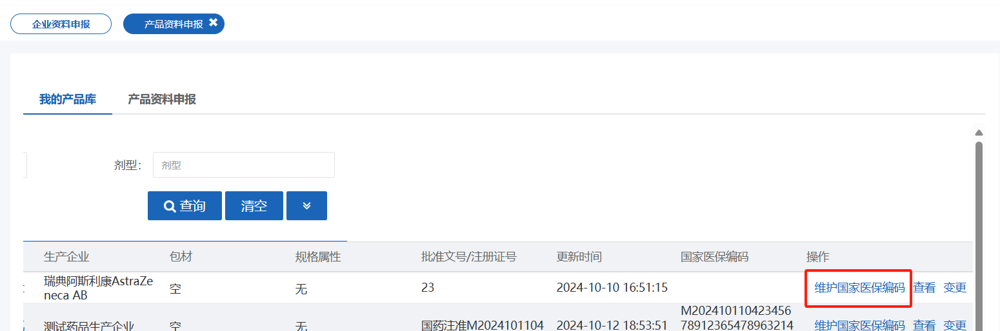 企业资料申报 产品资料申报
我的产品库 产品资料申报
剂型： 剂型
查询 清空
生产企业 包材 规格属性 批准文号/注册证号 更新时间 国家医保编码 操作
瑞典阿斯利康AstraZe
neca AB 空 无 23 2024-10-10 16:51:15 维护国家医保编码 查看 变更
M202410110423456
测试药品生产企业 空 无 国药注准M2024101104 2024-10-12 18:53:51 78912365478963214 维护国家医保编码 查看 变更